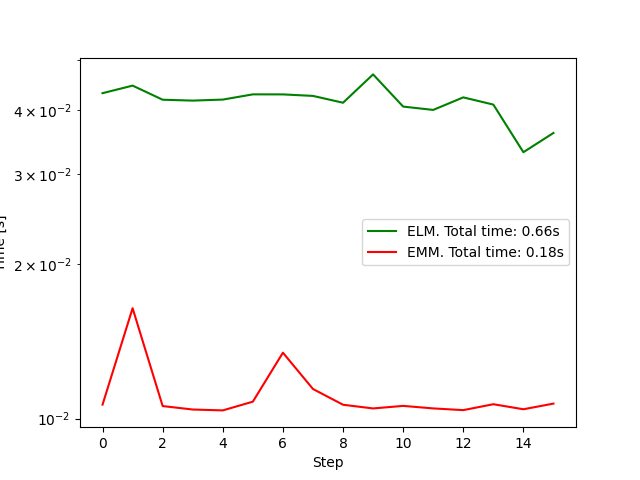 4 × 10⁻²
3 × 10⁻²
2 × 10⁻²
10⁻²
Time [s]
ELM. Total time: 0.66s
EMM. Total time: 0.18s
0 2 4 6 8 10 12 14
Step